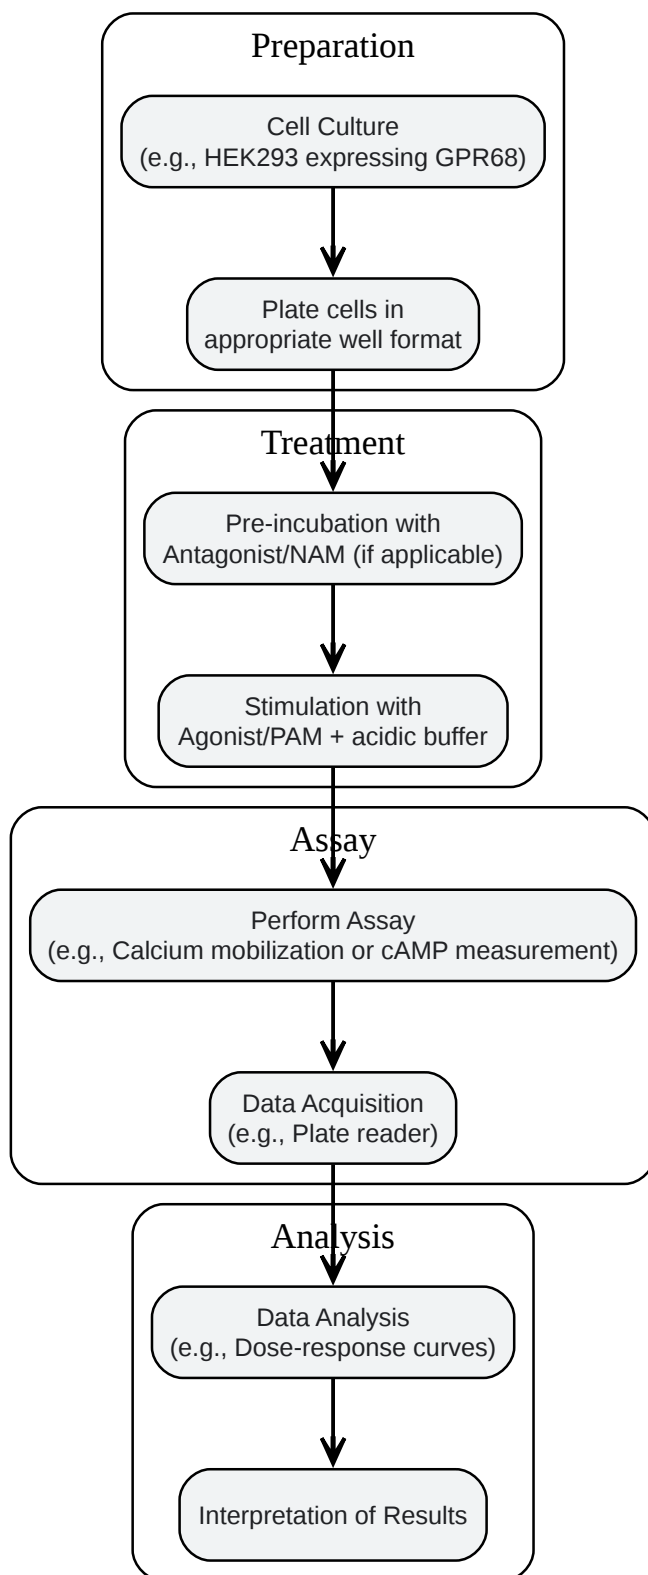 Preparation
Cell Culture
(e.g., HEK293 expressing GPR68)
Plate cells in
appropriate well format
Treatment
Pre-incubation with
Antagonist/NAM (if applicable)
Stimulation with
Agonist/PAM + acidic buffer
Assay
Perform Assay
(e.g., Calcium mobilization or cAMP measurement)
Data Acquisition
(e.g., Plate reader)
Analysis
Data Analysis
(e.g., Dose-response curves)
Interpretation of Results